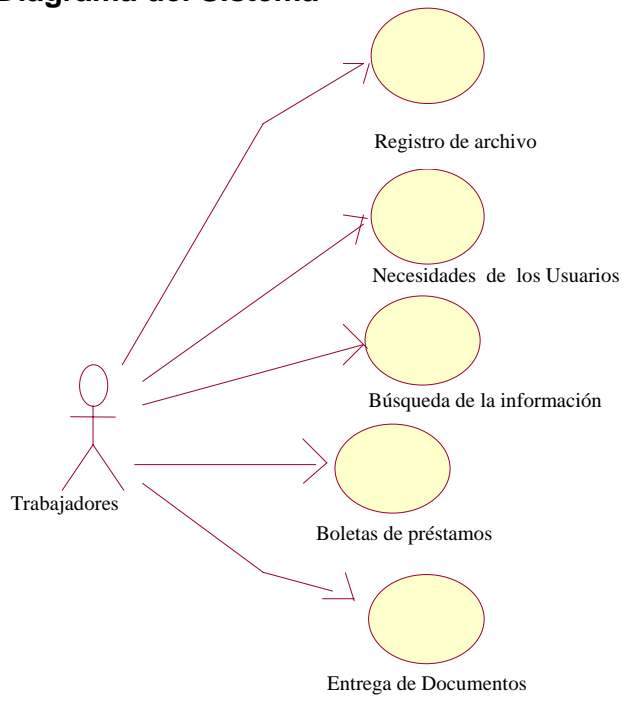 Diagrama del Sistema
Registro de archivo
Necesidades de los Usuarios
Búsqueda de la información
Trabajadores
Boletas de préstamos
Entrega de Documentos